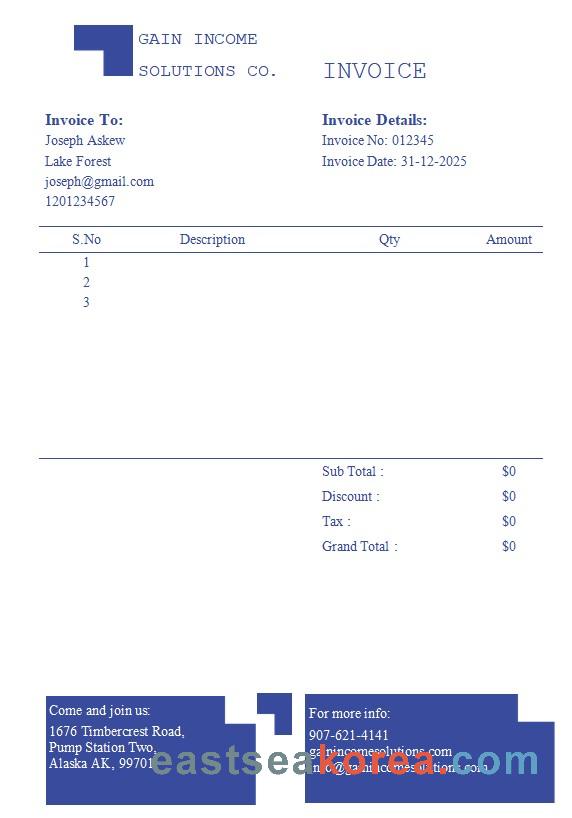 GAIN INCOME
SOLUTIONS CO.
INVOICE
Invoice To:
Joseph Askew
Lake Forest
joseph@gmail.com
1201234567
Invoice Details:
Invoice No: 012345
Invoice Date: 31-12-2025
S.No Description Qty Amount
1
2
3
Sub Total : $0
Discount : $0
Tax : $0
Grand Total : $0
Come and join us:
1676 Timbercrest Road,
Pump Station Two,
Alaska AK, 99701
For more info:
907-621-4141
gainincomesolutions.com
info@gainincomesolutions.com
eastseakorea.com